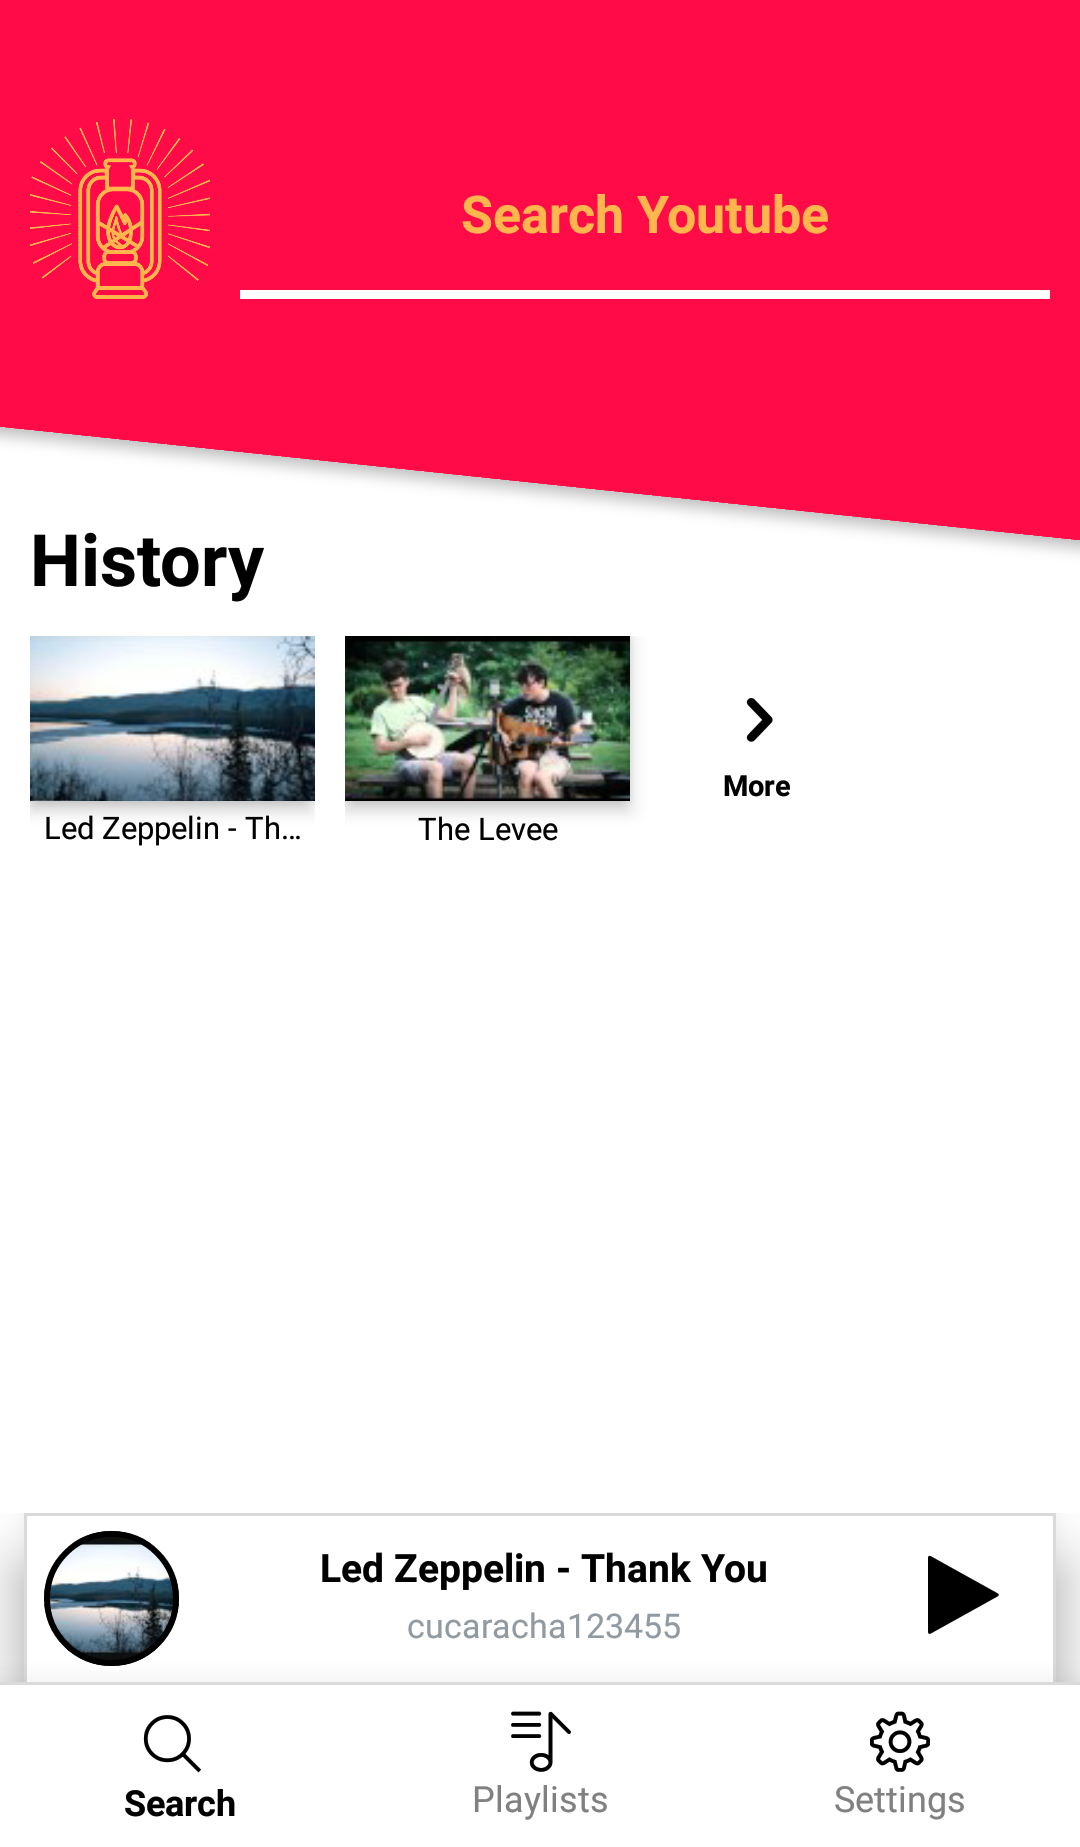 Search Youtube
History
Led Zeppelin - Th...
The Levee
More
Led Zeppelin - Thank You
cucaracha123455
Search
Playlists
Settings